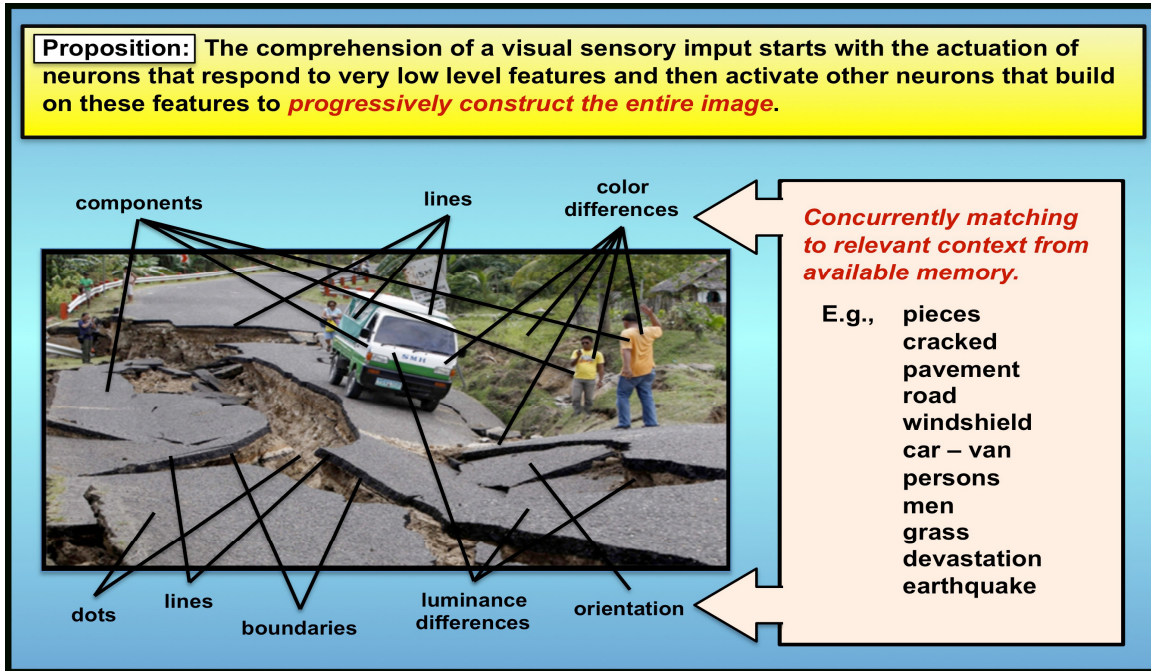 Proposition: The comprehension of a visual sensory imput starts with the actuation of
neurons that respond to very low level features and then activate other neurons that build
on these features to progressively construct the entire image.
components
lines
color
differences
Concurrently matching
to relevant context from
available memory.
E.g., pieces
cracked
pavement
road
windshield
car – van
persons
men
grass
devastation
earthquake
SMH
dots
lines
boundaries
luminance
differences
orientation